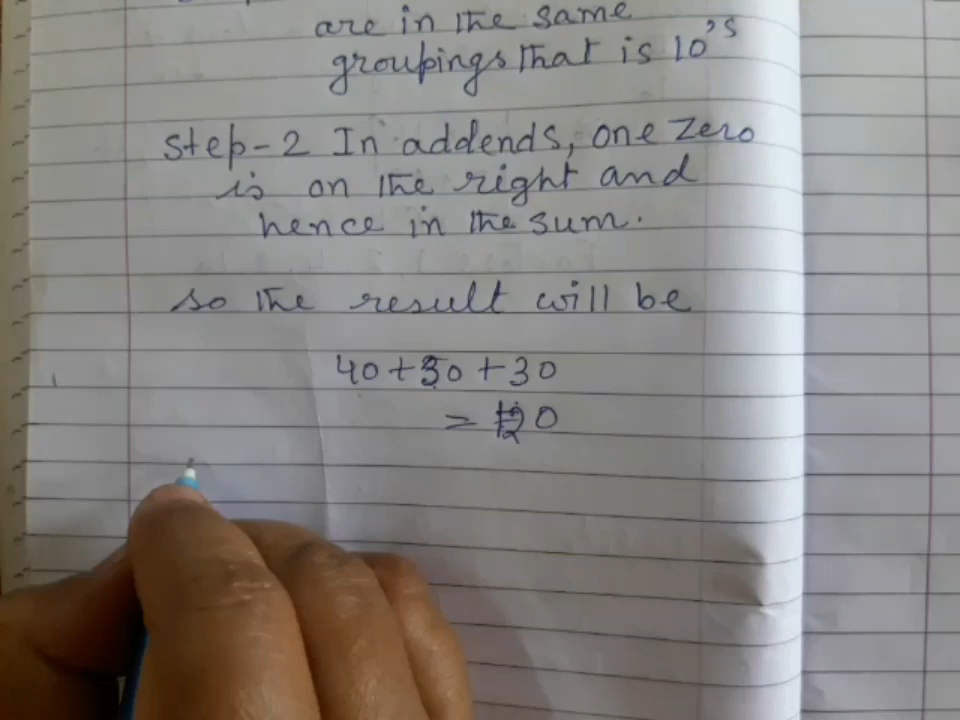 are in the same
groupings that is 10's
step-2 In addends, one zero
is on the right and
hence in the sum.
so the result will be
40+50+30
= 120